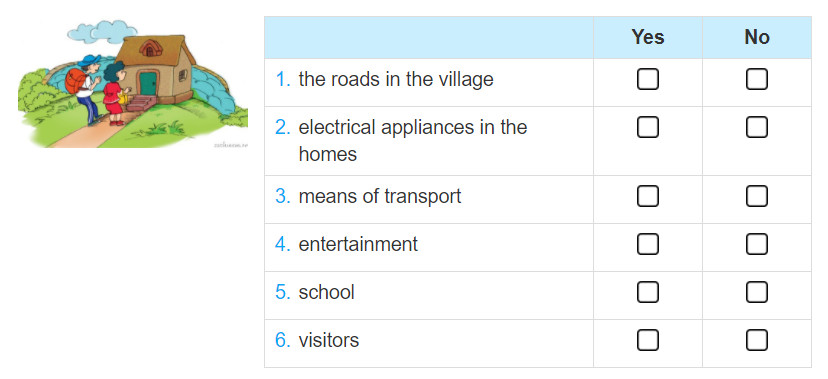 Yes No
1. the roads in the village
2. electrical appliances in the
homes
3. means of transport
4. entertainment
5. school
6. visitors